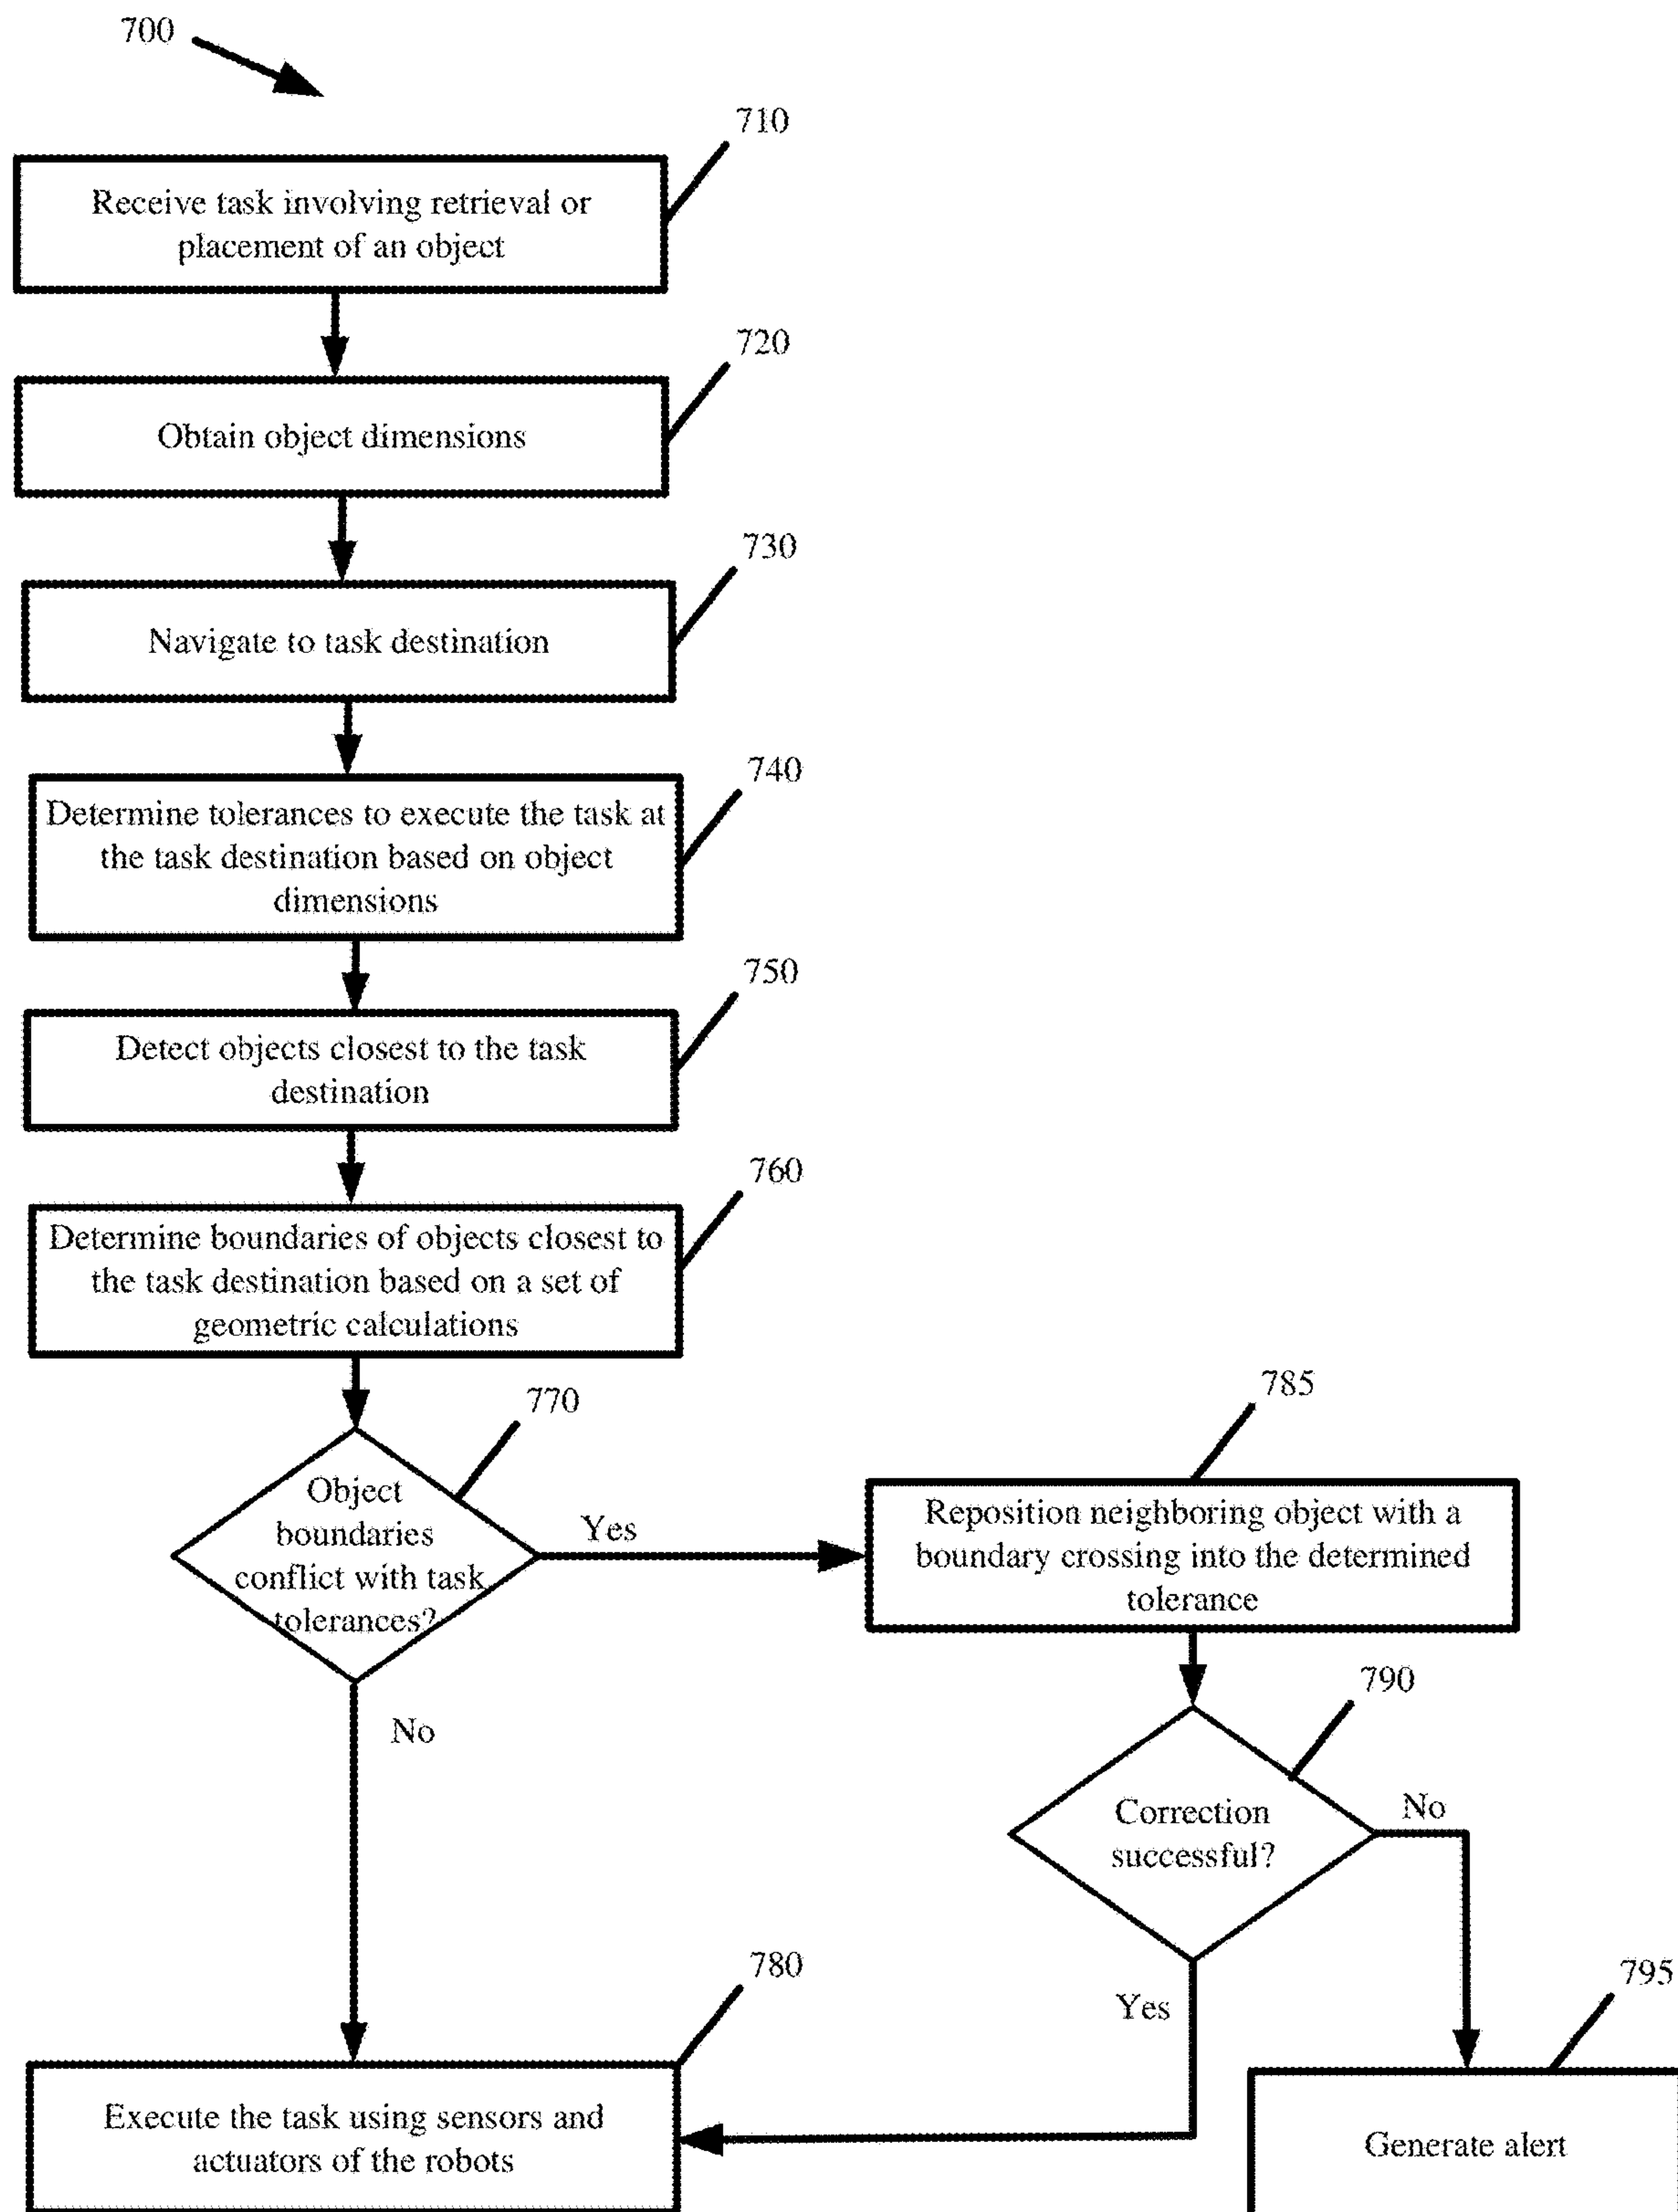 700
710
Receive task involving retrieval or
placement of an object
720
Obtain object dimensions
730
Navigate to task destination
740
Determine tolerances to execute the task at
the task destination based on object
dimensions
750
Detect objects closest to the task
destination
760
Determine boundaries of objects closest to
the task destination based on a set of
geometric calculations
770
Object
boundaries
conflict with task
tolerances?
Yes
No
785
Reposition neighboring object with a
boundary crossing into the determined
tolerance
790
Correction
successful?
No
Yes
780
Execute the task using sensors and
actuators of the robots
795
Generate alert